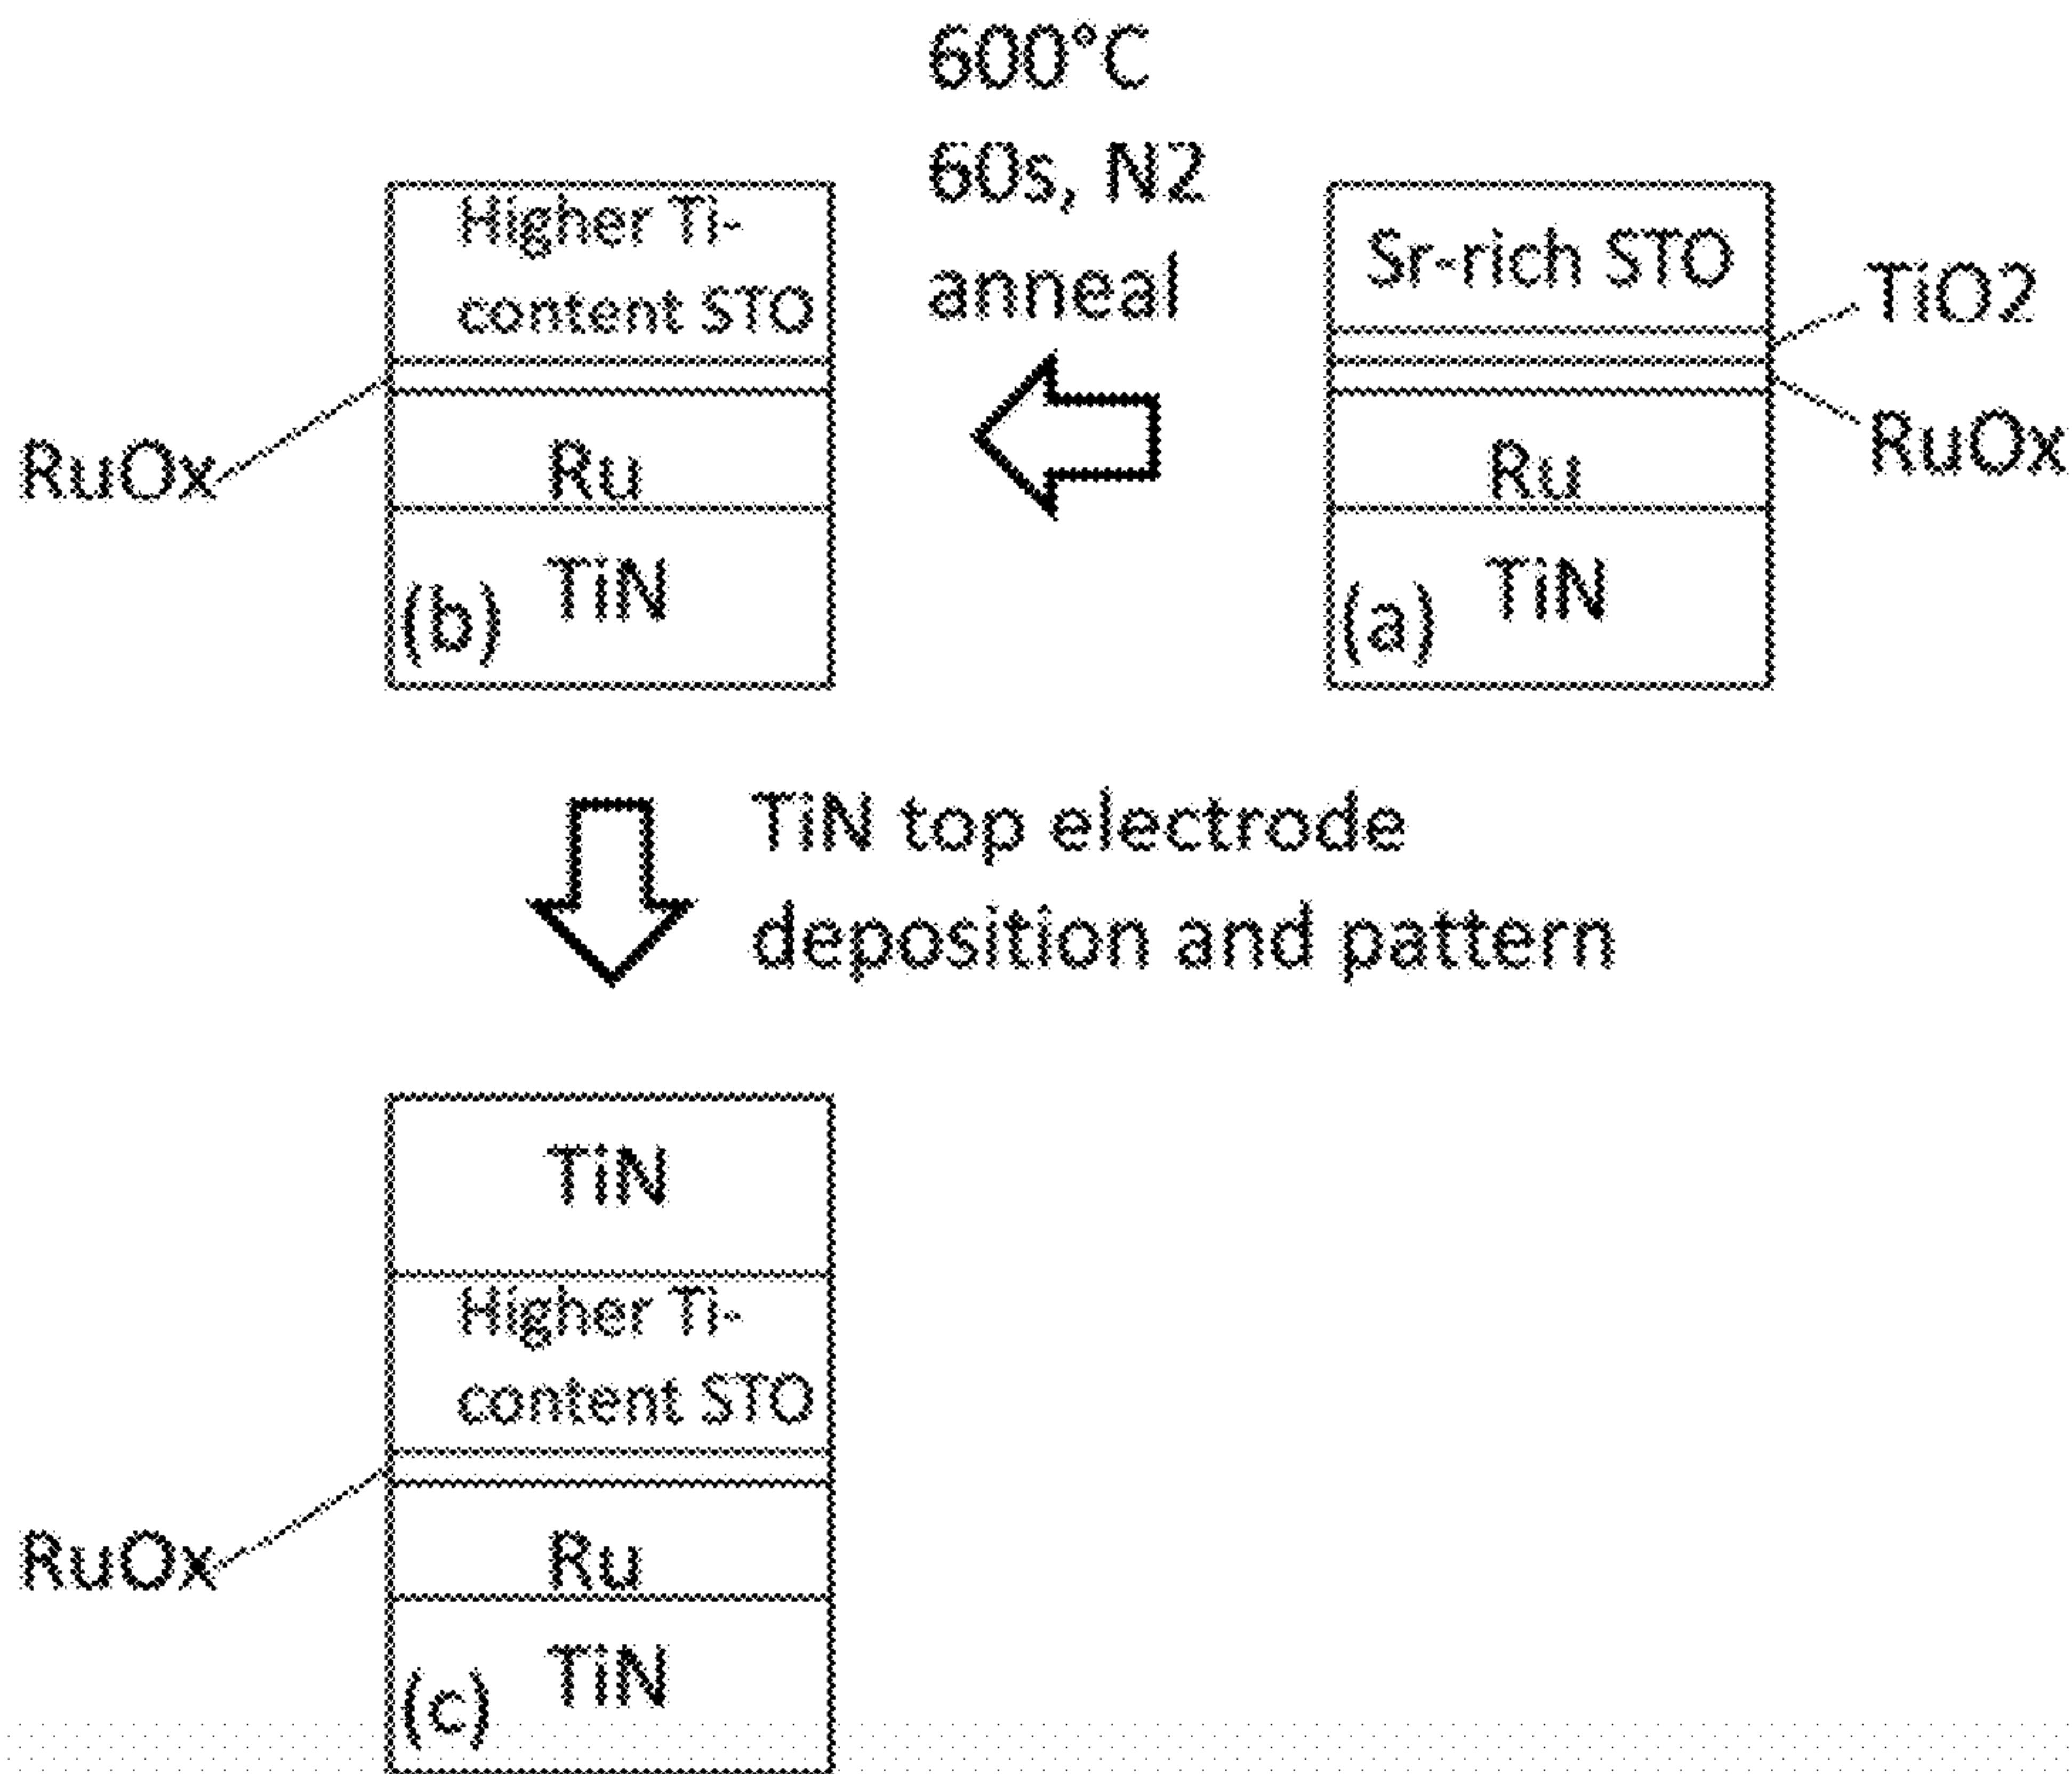 600°C
60s, N2
anneal
Higher Ti-
content STO
RuOx
Ru
TiN
(b)
Sr-rich STO
TiO2
RuOx
Ru
TiN
(a)
TiN top electrode
deposition and pattern
TiN
Higher Ti-
content STO
RuOx
Ru
TiN
(c)